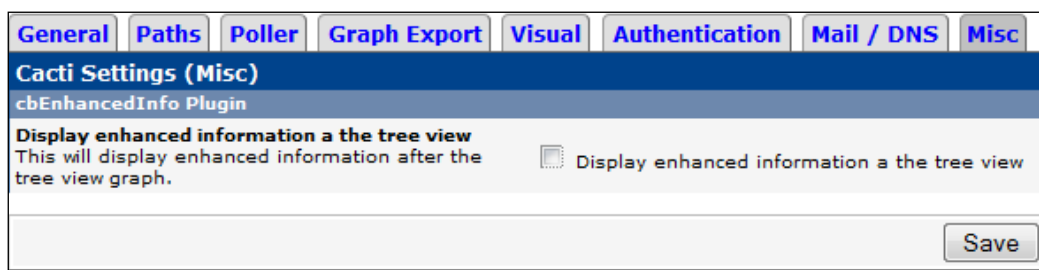 General Paths Poller Graph Export Visual Authentication Mail / DNS Misc
Cacti Settings (Misc)
cbEnhancedInfo Plugin
Display enhanced information a the tree view
This will display enhanced information after the
tree view graph.
Display enhanced information a the tree view
Save